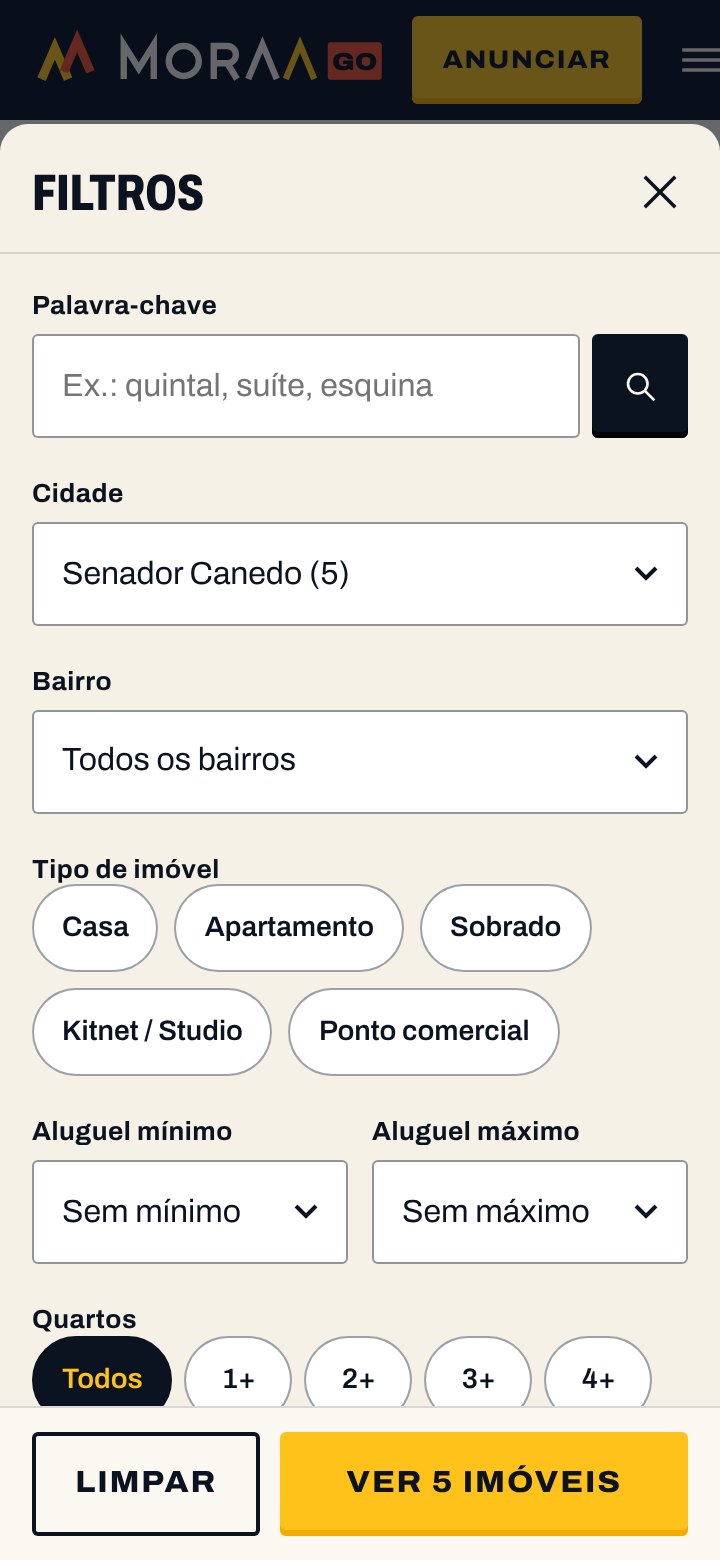 MORAA GO
ANUNCIAR
FILTROS
Palavra-chave
Ex.: quintal, suíte, esquina
Cidade
Senador Canedo (5)
Bairro
Todos os bairros
Tipo de imóvel
Casa Apartamento Sobrado
Kitnet / Studio Ponto comercial
Aluguel mínimo Aluguel máximo
Sem mínimo Sem máximo
Quartos
Todos 1+ 2+ 3+ 4+
LIMPAR VER 5 IMÓVEIS